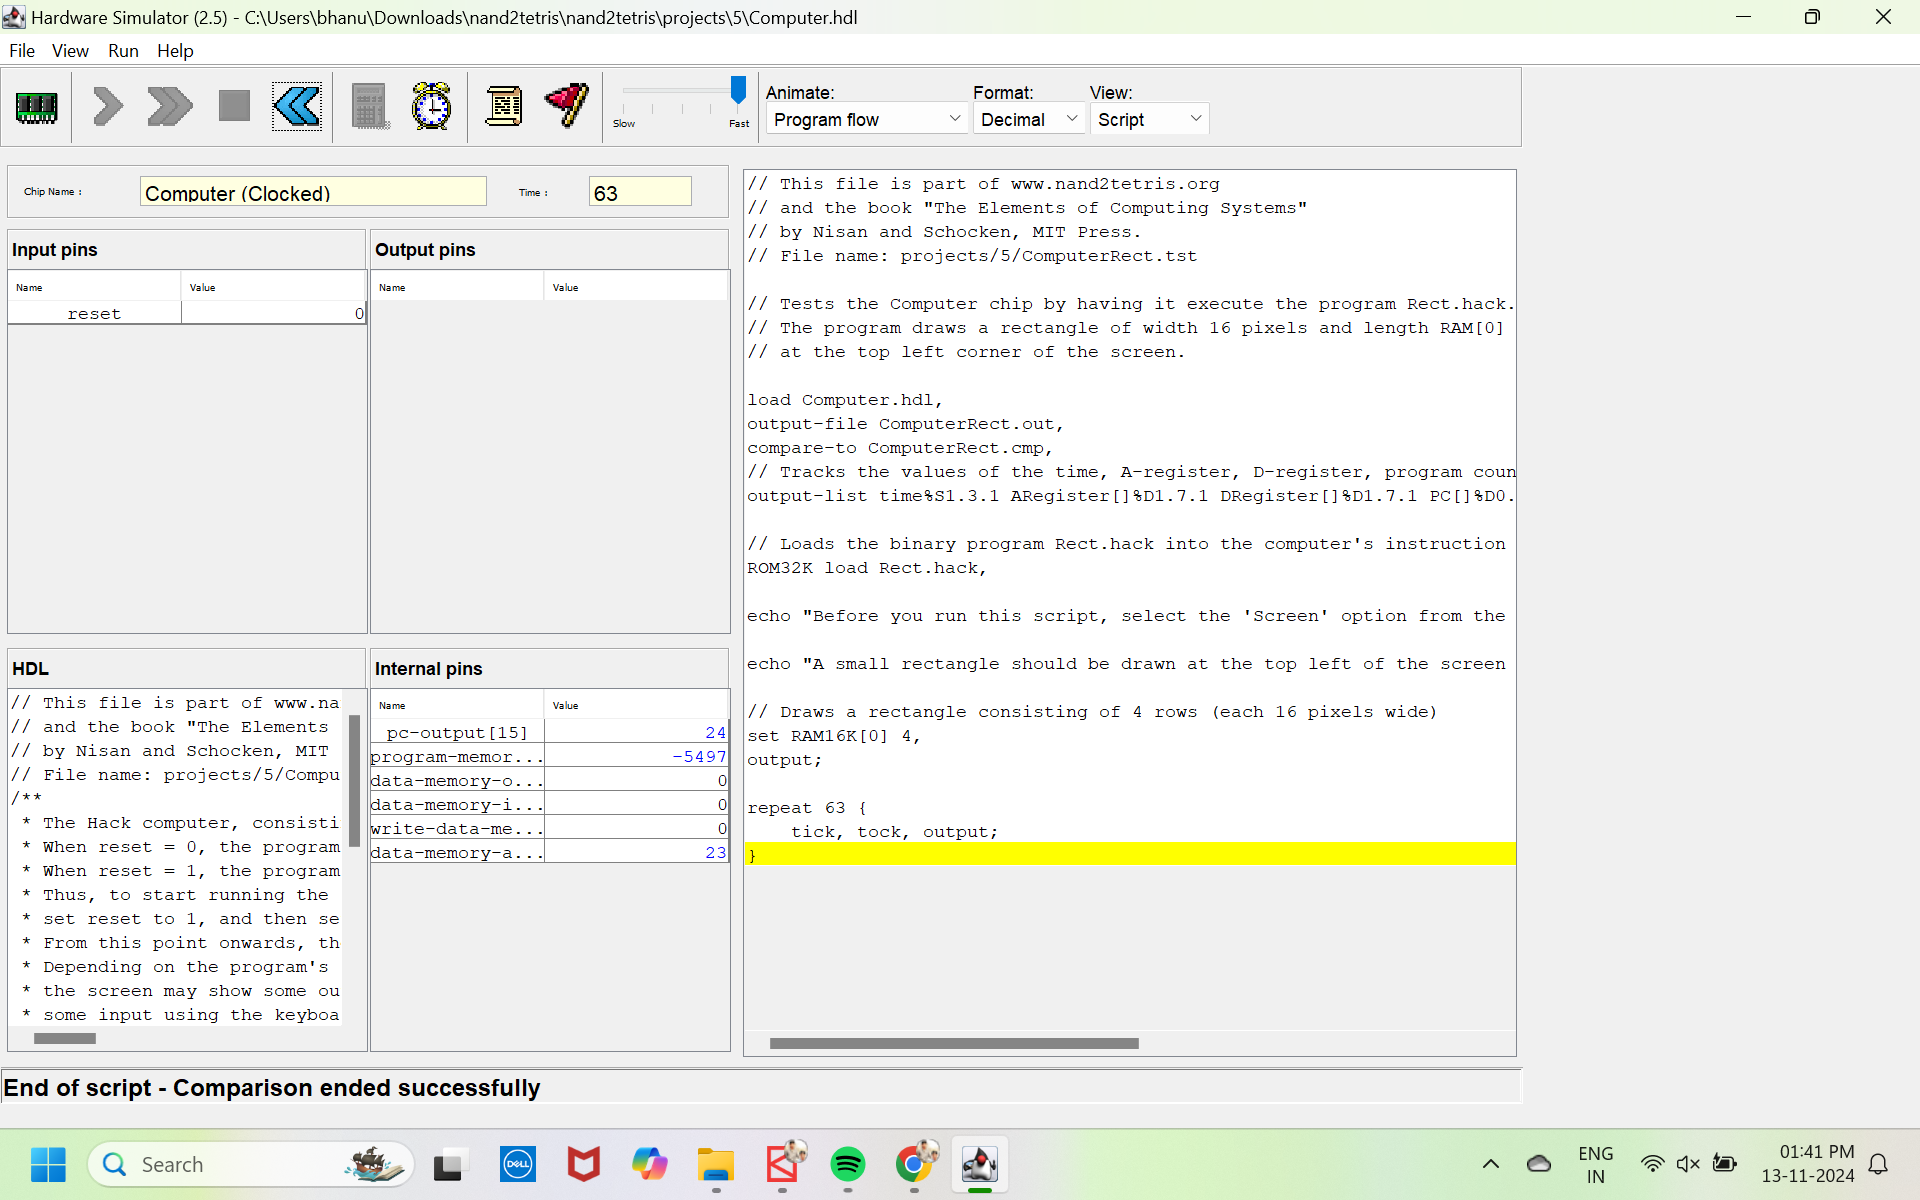 Hardware Simulator (2.5) - C:\Users\bhanu\Downloads\nand2tetris\nand2tetris\projects\5\Computer.hdl
File View Run Help
Slow Fast
Animate: Format: View:
Program flow Decimal Script
Chip Name : Computer (Clocked) Time : 63
Input pins
Name Value
reset 0
Output pins
Name Value
HDL
// This file is part of www.na
// and the book "The Elements
// by Nisan and Schocken, MIT
// File name: projects/5/Compu
/**
* The Hack computer, consisti
* When reset = 0, the program
* When reset = 1, the program
* Thus, to start running the
* set reset to 1, and then se
* From this point onwards, th
* Depending on the program's
* the screen may show some ou
* some input using the keyboa
Internal pins
Name Value
pc-output[15] 24
program-memor... -5497
data-memory-o... 0
data-memory-i... 0
write-data-me... 0
data-memory-a... 23
// This file is part of www.nand2tetris.org
// and the book "The Elements of Computing Systems"
// by Nisan and Schocken, MIT Press.
// File name: projects/5/ComputerRect.tst
// Tests the Computer chip by having it execute the program Rect.hack.
// The program draws a rectangle of width 16 pixels and length RAM[0]
// at the top left corner of the screen.
load Computer.hdl,
output-file ComputerRect.out,
compare-to ComputerRect.cmp,
// Tracks the values of the time, A-register, D-register, program coun
output-list time%S1.3.1 ARegister[]%D1.7.1 DRegister[]%D1.7.1 PC[]%D0.
// Loads the binary program Rect.hack into the computer's instruction
ROM32K load Rect.hack,
echo "Before you run this script, select the 'Screen' option from the
echo "A small rectangle should be drawn at the top left of the screen
// Draws a rectangle consisting of 4 rows (each 16 pixels wide)
set RAM16K[0] 4,
output;
repeat 63 {
tick, tock, output;
}
End of script - Comparison ended successfully
Search
DELL
ENG
IN
01:41 PM
13-11-2024